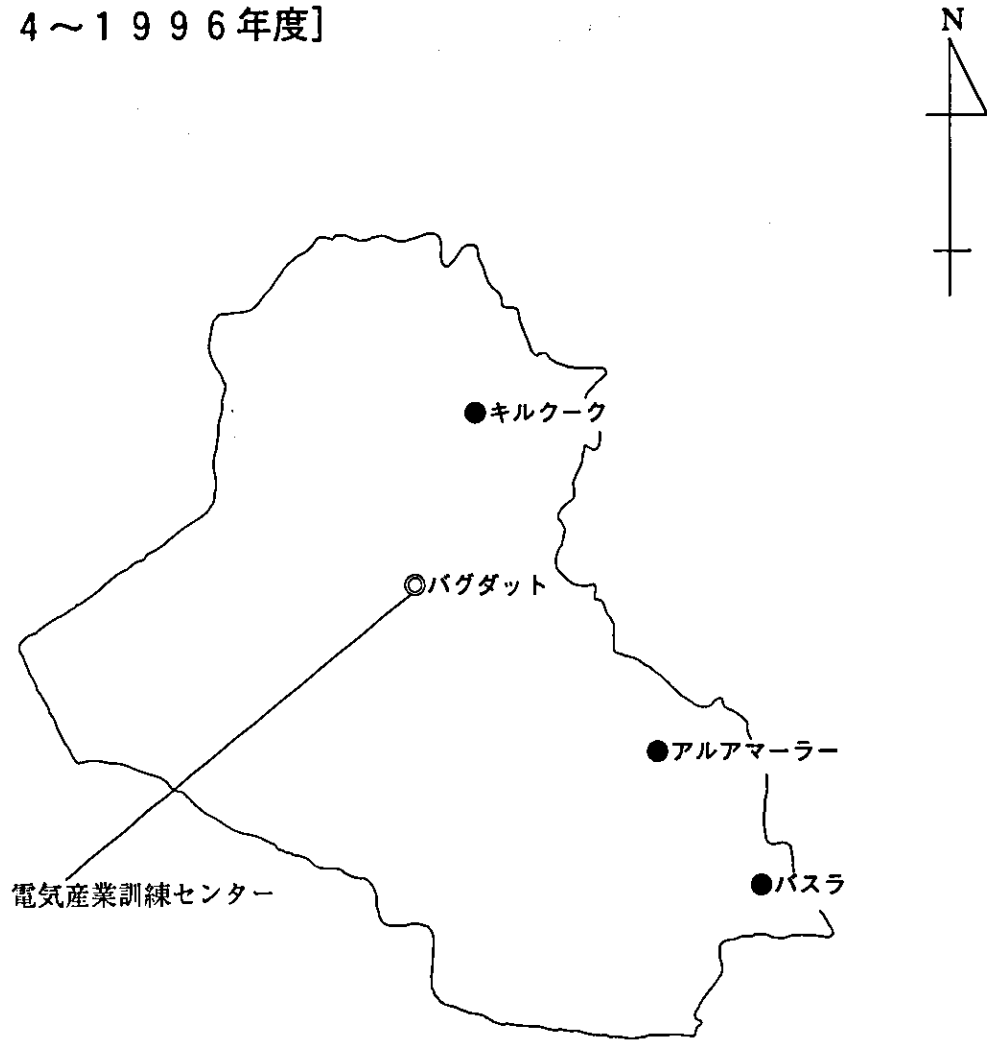 4～1996年度]
N
キルクーク
バグダット
アルアマーラー
バスラ
電気産業訓練センター